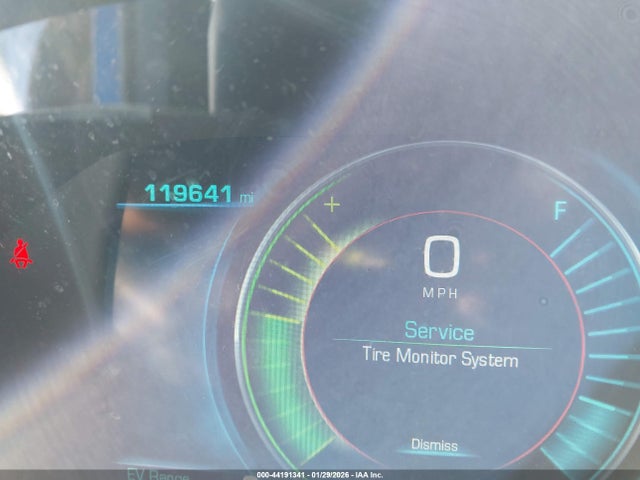 119641 mi
+
F
0
MPH
Service
Tire Monitor System
Dismiss
EV Range
000-44191341 - 01/29/2026 - IAA Inc.